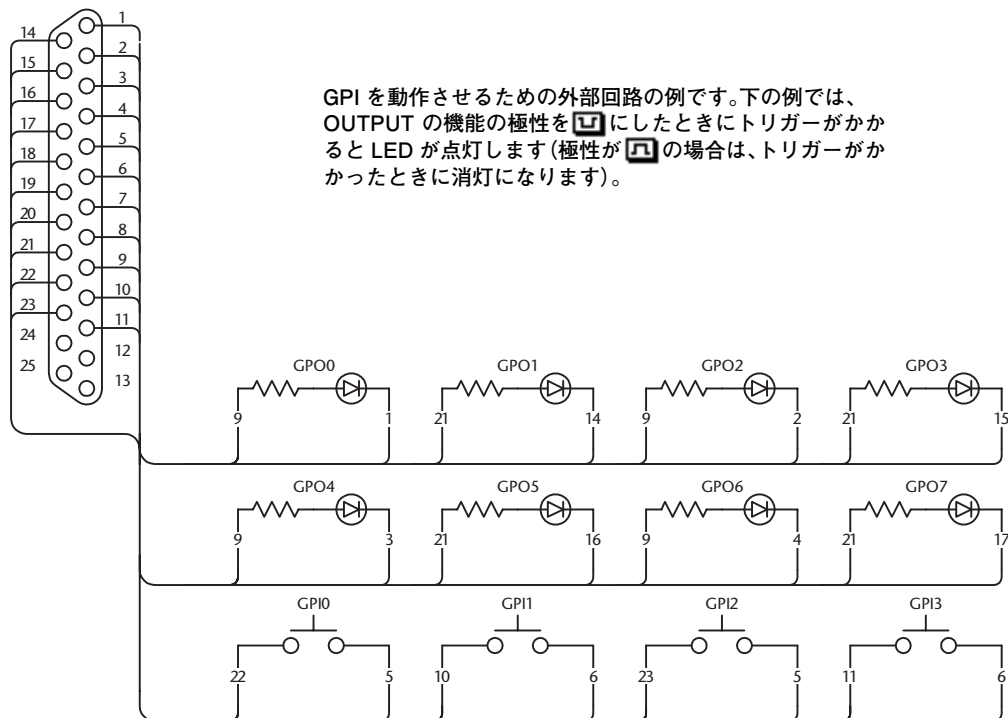 GPI を動作させるための外部回路の例です。下の例では、
OUTPUT の機能の極性を にしたときにトリガーがかか
ると LED が点灯します（極性が の場合は、トリガーがか
かったときに消灯になります）。
1
14
2
15
3
16
4
17
5
18
6
19
7
20
8
21
9
22
10
23
11
24
12
25
13
GPO0 GPO1 GPO2 GPO3
9 1 21 14 9 2 21 15
GPO4 GPO5 GPO6 GPO7
9 3 21 16 9 4 21 17
GPI0 GPI1 GPI2 GPI3
22 5 10 6 23 5 11 6